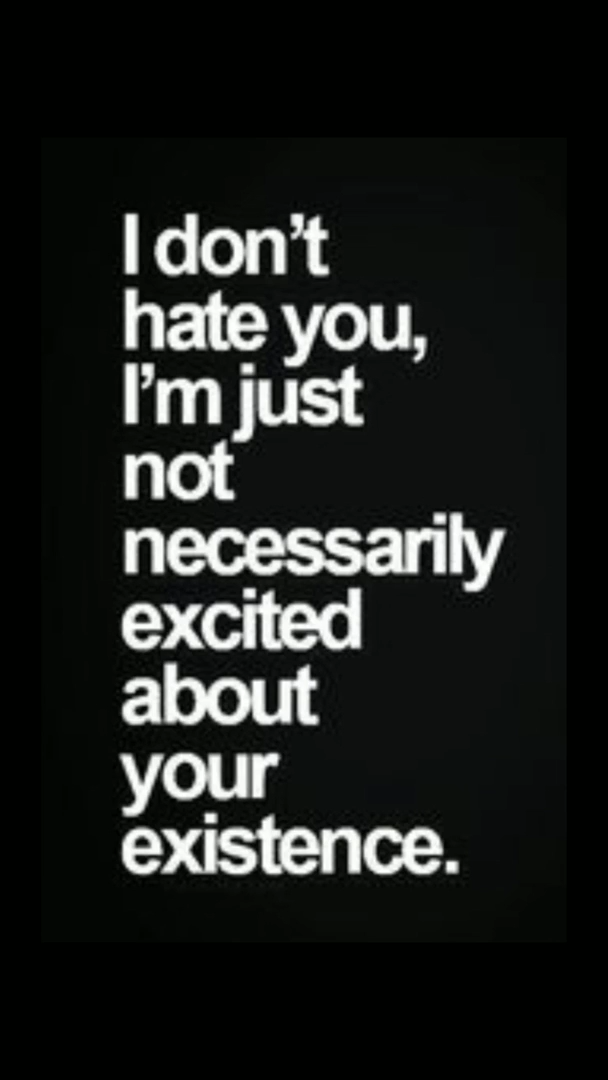 I don’t
hate you,
I’m just
not
necessarily
excited
about
your
existence.